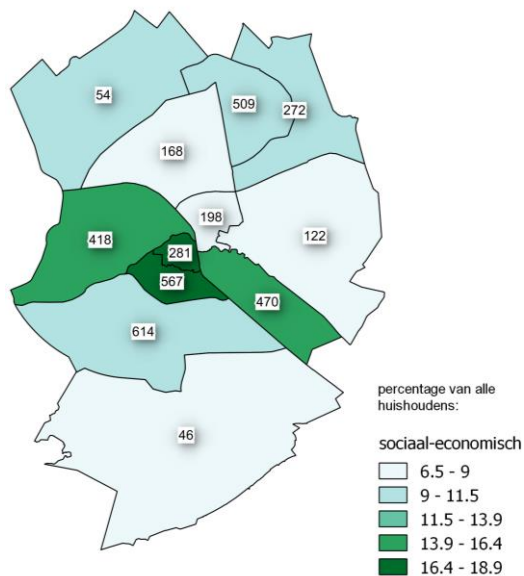 54
509
272
168
198
122
418
281
567
470
614
46
percentage van alle
huishoudens:
sociaal-economisch
6.5 - 9
9 - 11.5
11.5 - 13.9
13.9 - 16.4
16.4 - 18.9